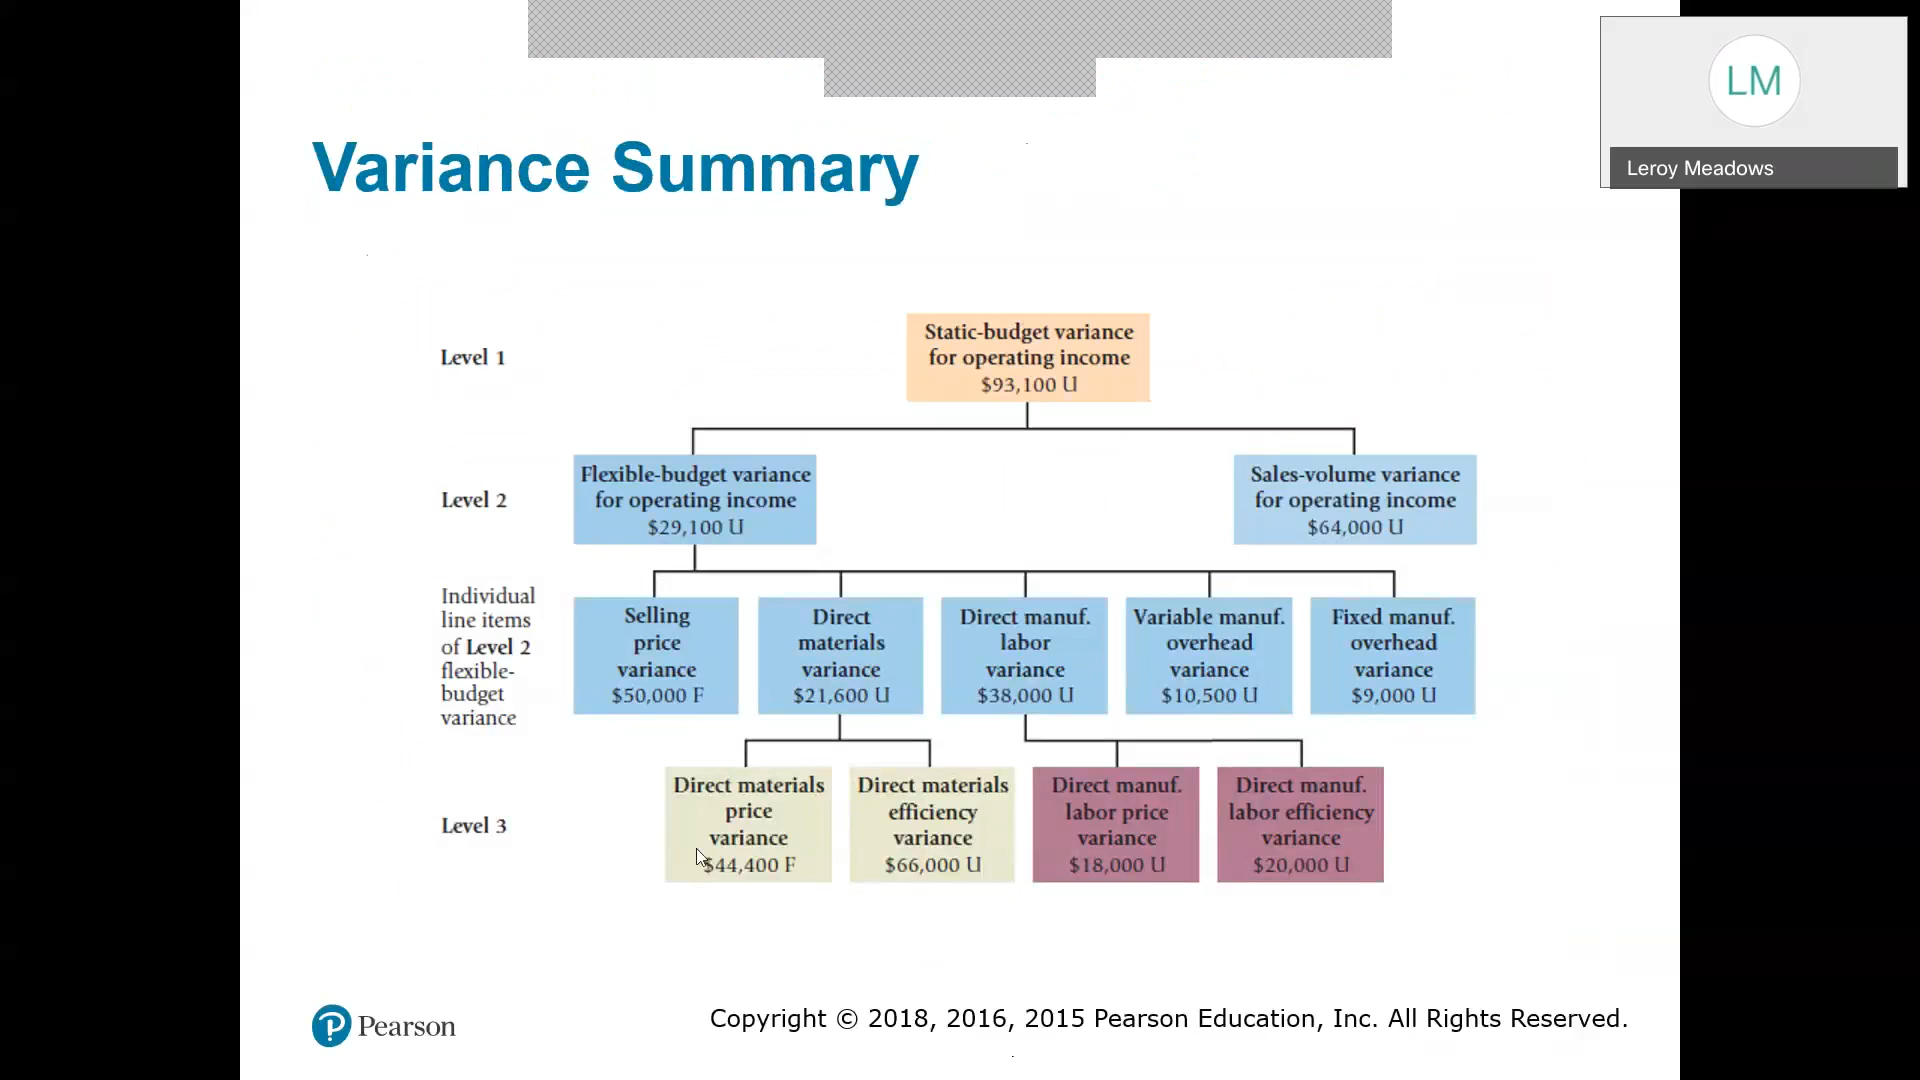 LM
Leroy Meadows
Variance Summary
Level 1
Static-budget variance
for operating income
$93,100 U
Level 2
Flexible-budget variance
for operating income
$29,100 U
Sales-volume variance
for operating income
$64,000 U
Individual
line items
of Level 2
flexible-
budget
variance
Selling
price
variance
$50,000 F
Direct
materials
variance
$21,600 U
Direct manuf.
labor
variance
$38,000 U
Variable manuf.
overhead
variance
$10,500 U
Fixed manuf.
overhead
variance
$9,000 U
Level 3
Direct materials
price
variance
$44,400 F
Direct materials
efficiency
variance
$66,000 U
Direct manuf.
labor price
variance
$18,000 U
Direct manuf.
labor efficiency
variance
$20,000 U
Pearson
Copyright © 2018, 2016, 2015 Pearson Education, Inc. All Rights Reserved.